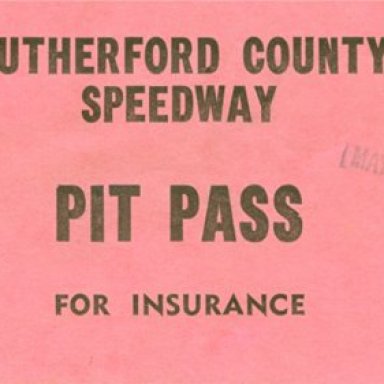 UTHERFORD COUNTY
SPEEDWAY
PIT PASS
FOR INSURANCE